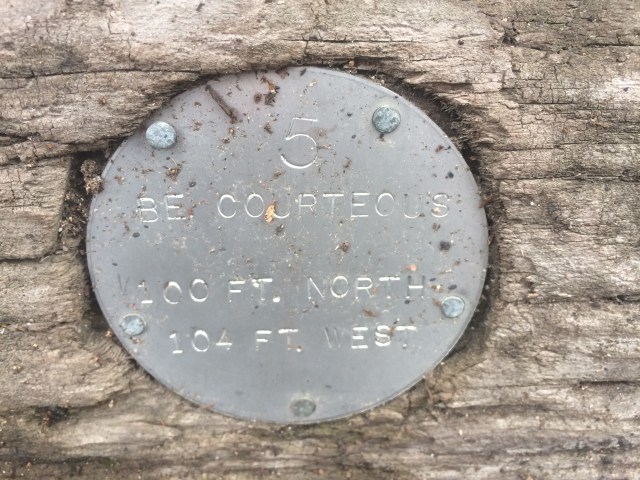 5
BE COURTEOUS
100 FT. NORTH
104 FT. WEST